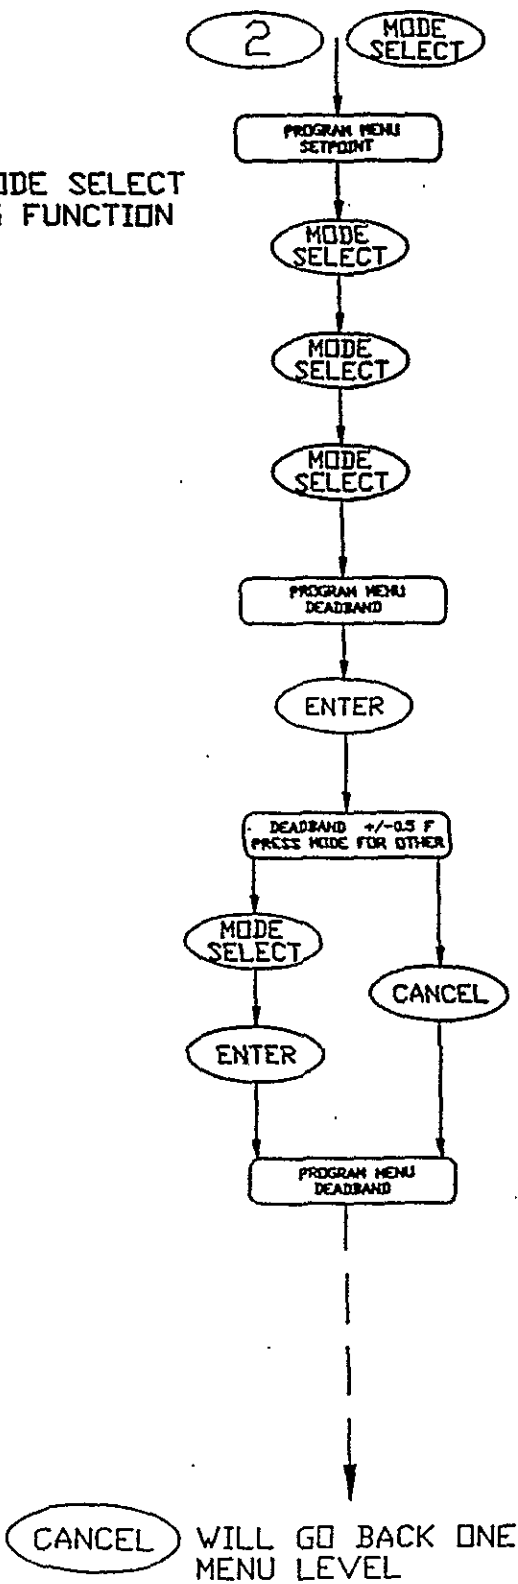 2
MODE
SELECT
PROGRAM MENU
SETPOINT
ODE SELECT
FUNCTION
MODE
SELECT
MODE
SELECT
MODE
SELECT
PROGRAM MENU
DEADBAND
ENTER
DEADBAND +/-0.5 F
PRESS MODE FOR OTHER
MODE
SELECT
CANCEL
ENTER
PROGRAM MENU
DEADBAND
CANCEL WILL GO BACK ONE
MENU LEVEL